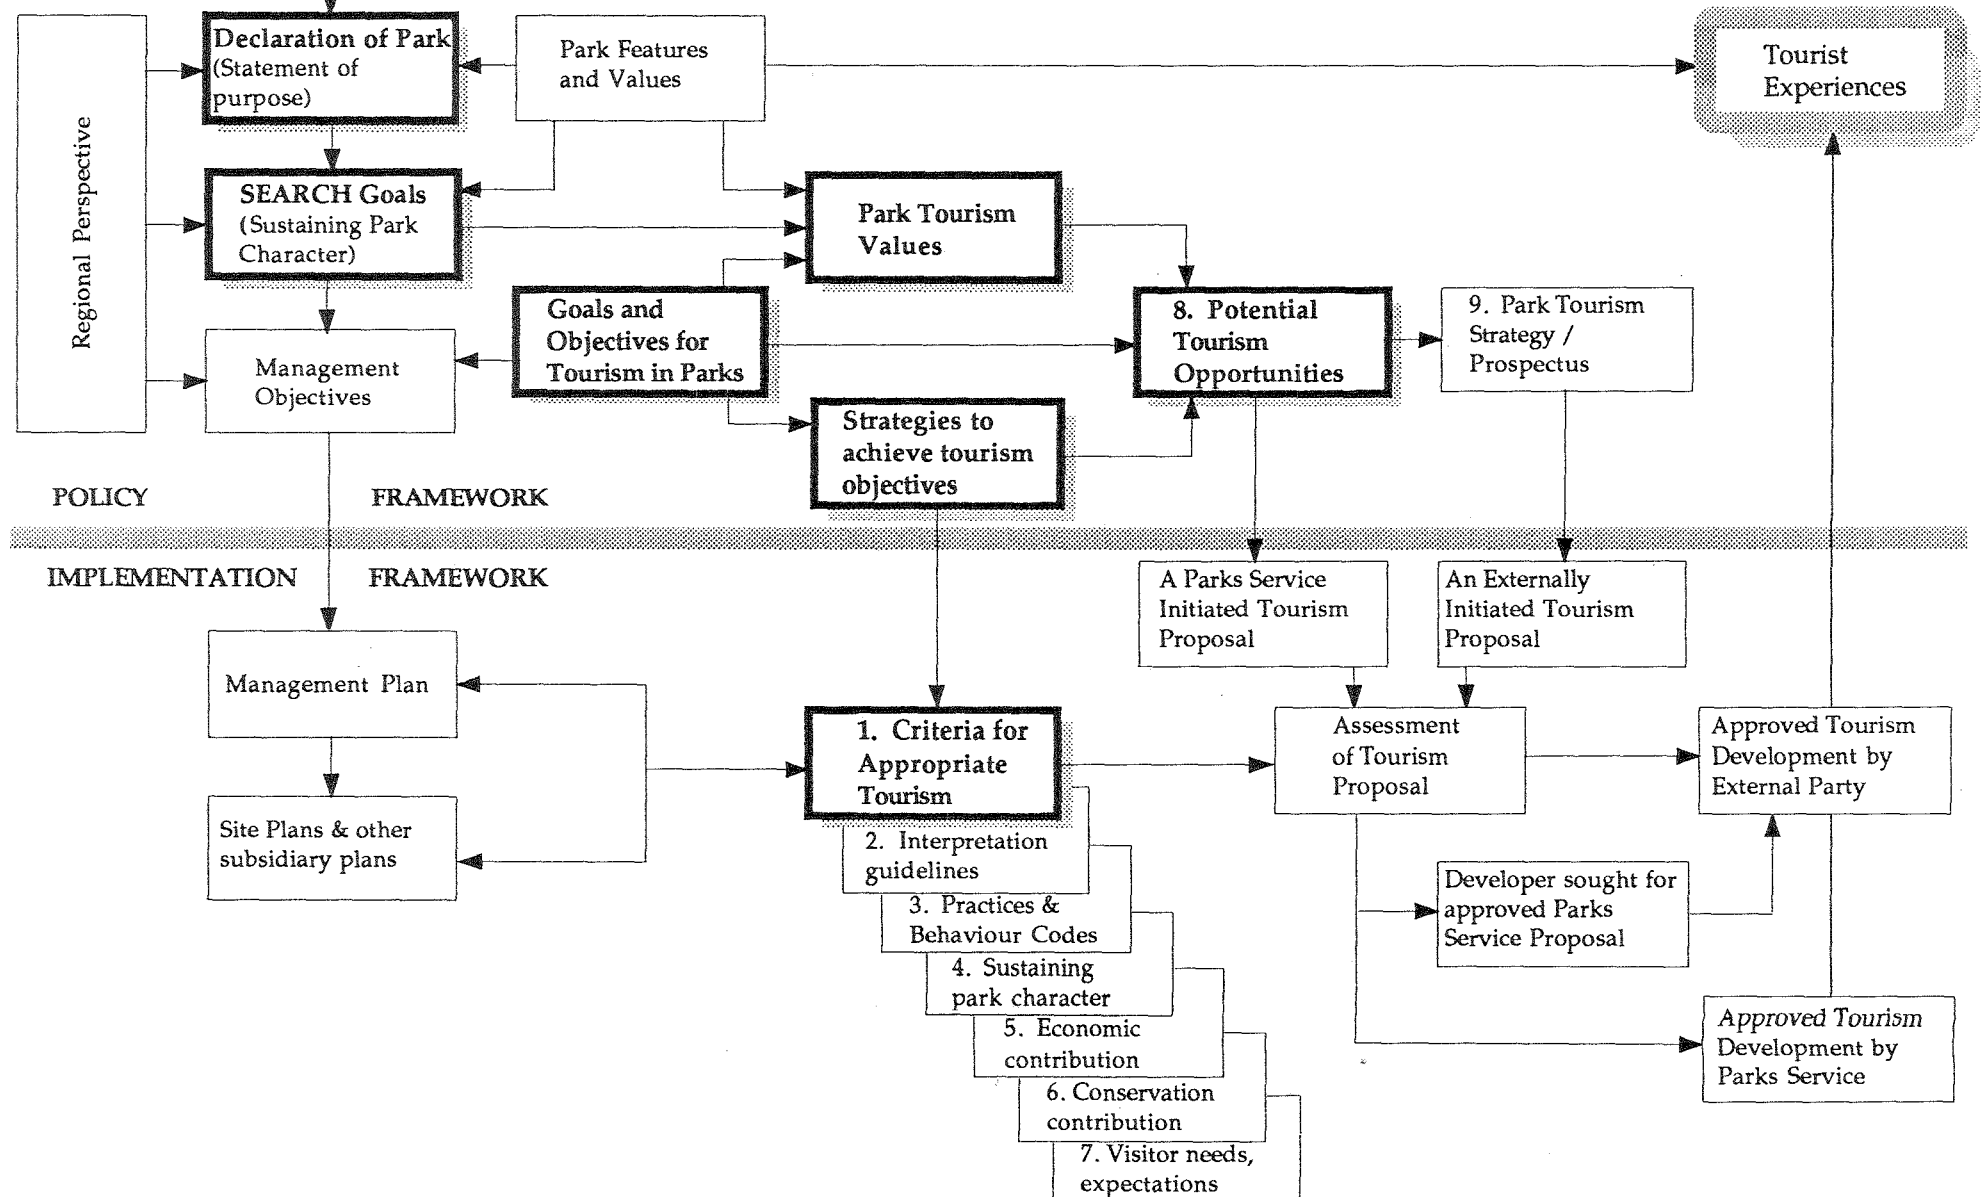 Declaration of Park
(Statement of
purpose)
Park Features
and Values
Tourist
Experiences
Regional Perspective
SEARCH Goals
(Sustaining Park
Character)
Park Tourism
Values
Goals and
Objectives for
Tourism in Parks
8. Potential
Tourism
Opportunities
9. Park Tourism
Strategy /
Prospectus
Management
Objectives
Strategies to
achieve tourism
objectives
POLICY FRAMEWORK
IMPLEMENTATION FRAMEWORK
A Parks Service
Initiated Tourism
Proposal
An Externally
Initiated Tourism
Proposal
Management Plan
1. Criteria for
Appropriate
Tourism
Assessment
of Tourism
Proposal
Approved Tourism
Development by
External Party
Site Plans & other
subsidiary plans
2. Interpretation
guidelines
3. Practices &
Behaviour Codes
4. Sustaining
park character
5. Economic
contribution
6. Conservation
contribution
7. Visitor needs,
expectations
Developer sought for
approved Parks
Service Proposal
Approved Tourism
Development by
Parks Service